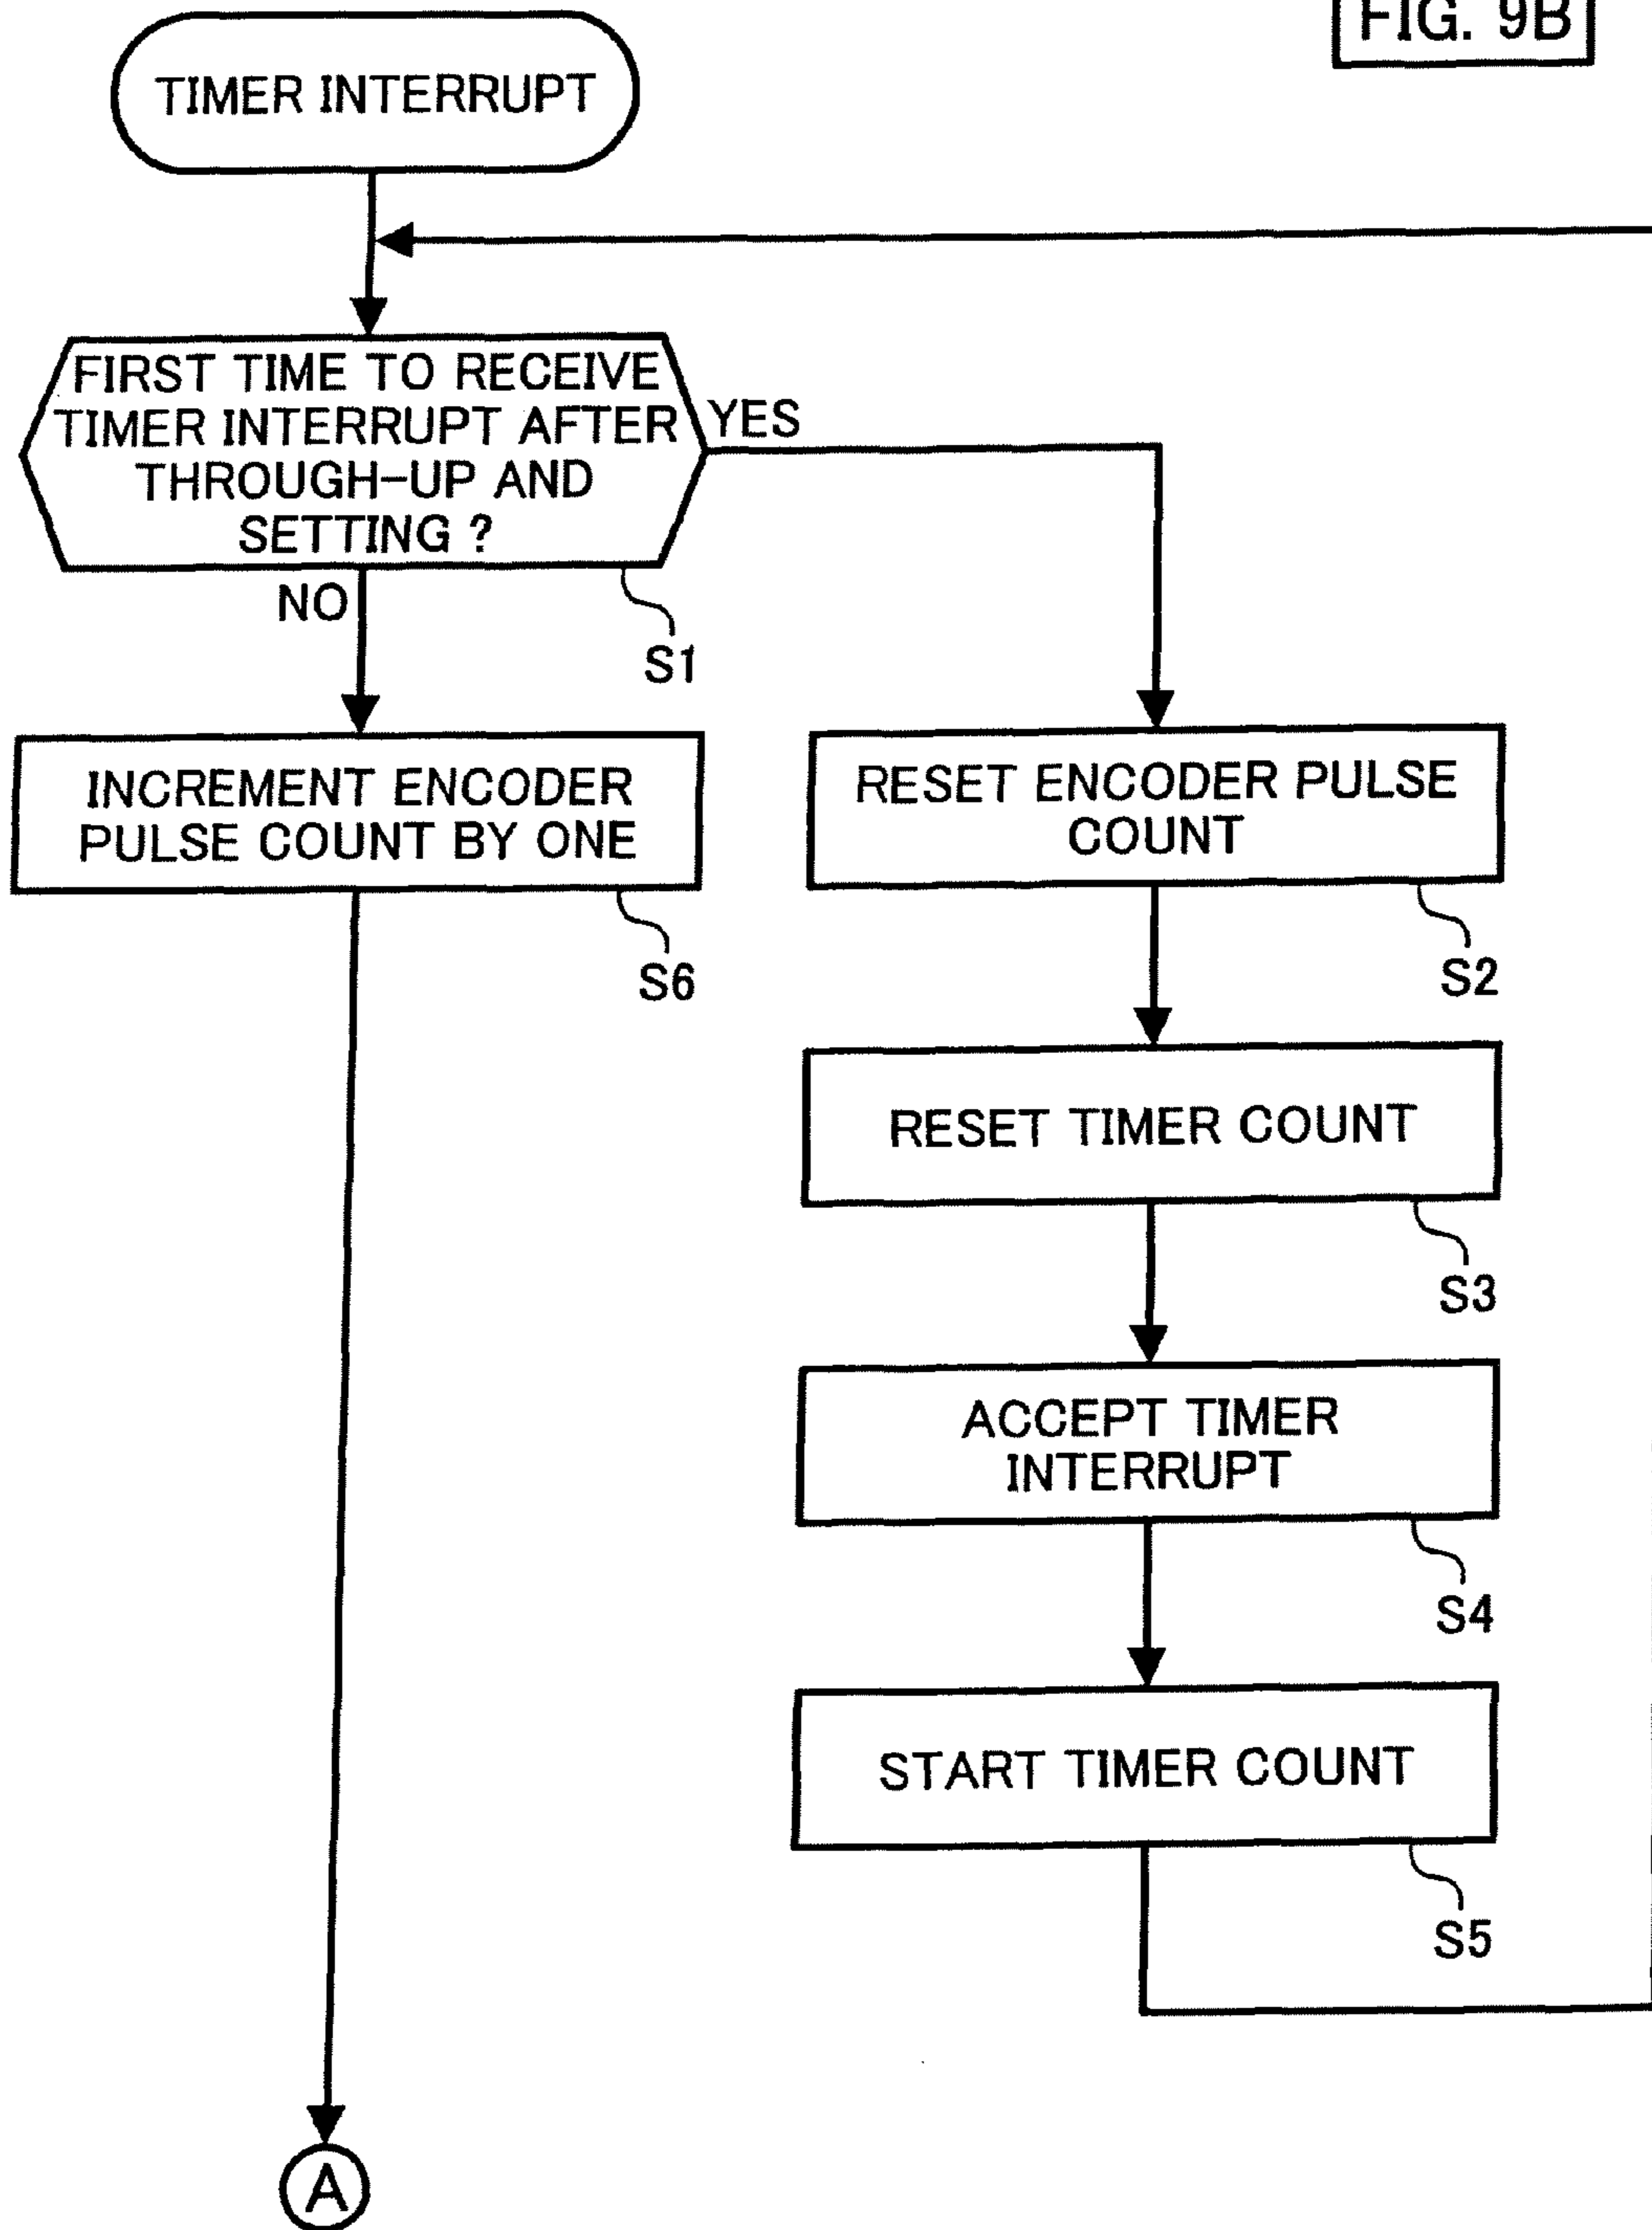 FIG. 9B
TIMER INTERRUPT
FIRST TIME TO RECEIVE
TIMER INTERRUPT AFTER
THROUGH-UP AND
SETTING ?
YES
NO
S1
INCREMENT ENCODER
PULSE COUNT BY ONE
S6
RESET ENCODER PULSE
COUNT
S2
RESET TIMER COUNT
S3
ACCEPT TIMER
INTERRUPT
S4
START TIMER COUNT
S5
A